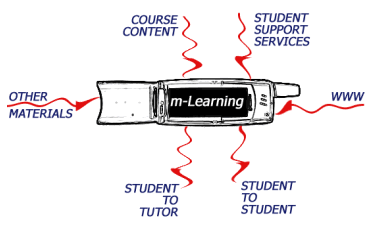 COURSE
CONTENT
STUDENT
SUPPORT
SERVICES
OTHER
MATERIALS
m-Learning
WWW
STUDENT
TO
TUTOR
STUDENT
TO
STUDENT